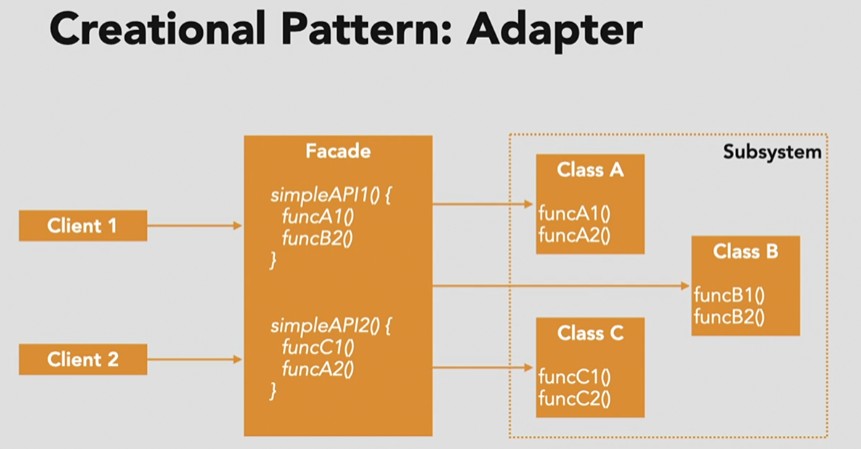 Creational Pattern: Adapter
Client 1
Client 2
Facade
simpleAPI1() {
funcA1()
funcB2()
}
simpleAPI2() {
funcC1()
funcA2()
}
Subsystem
Class A
funcA1()
funcA2()
Class B
funcB1()
funcB2()
Class C
funcC1()
funcC2()